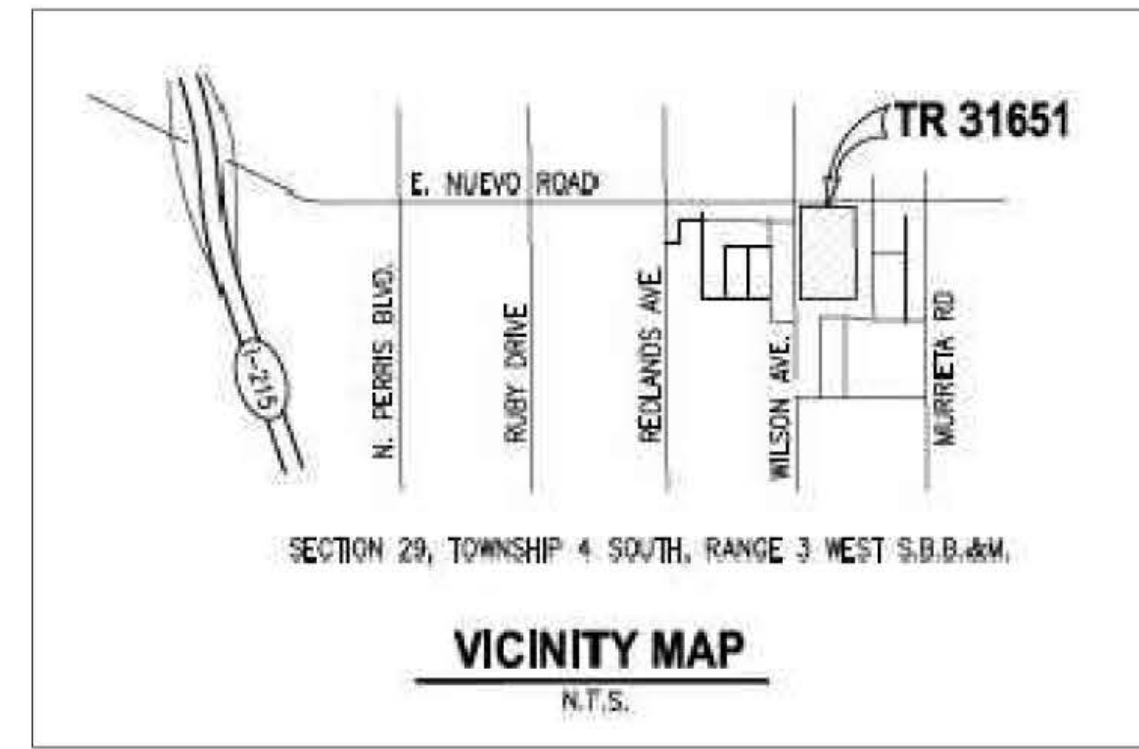 TR 31651
E. NUEVO ROAD
I-215
N. PERRIS BLVD.
RUBY DRIVE
REDLANDS AVE.
WILSON AVE.
MURRETA RD
SECTION 29, TOWNSHIP 4 SOUTH, RANGE 3 WEST S.B.B.&M.
VICINITY MAP
N.T.S.